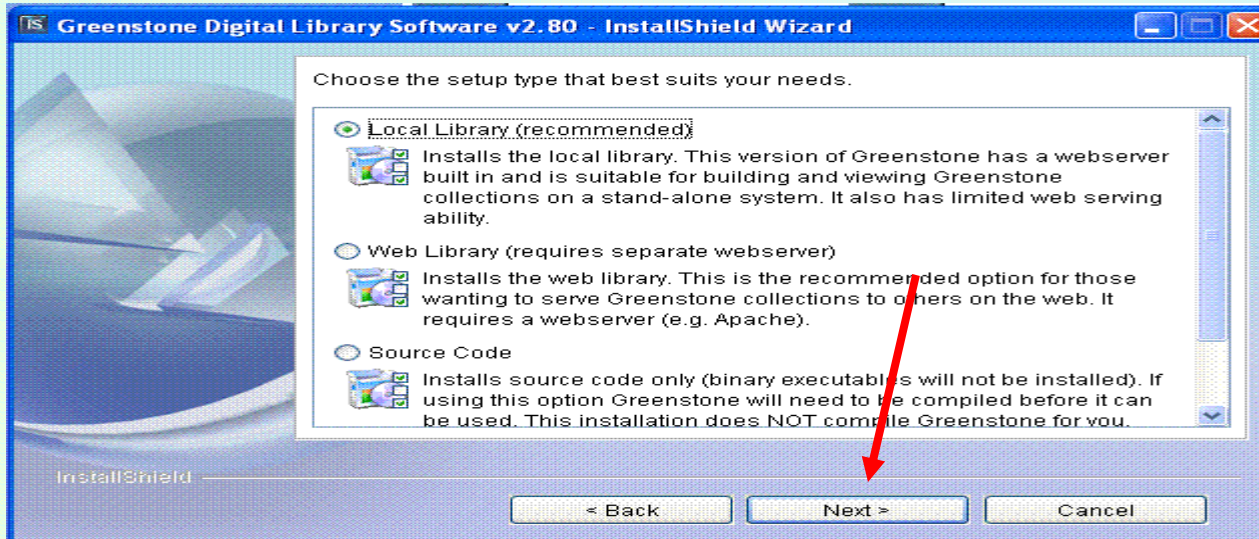 Greenstone Digital Library Software v2.80 - InstallShield Wizard
Choose the setup type that best suits your needs.
Local Library (recommended)
Installs the local library. This version of Greenstone has a webserver
built in and is suitable for building and viewing Greenstone
collections on a stand-alone system. It also has limited web serving
ability.
Web Library (requires separate webserver)
Installs the web library. This is the recommended option for those
wanting to serve Greenstone collections to others on the web. It
requires a webserver (e.g. Apache).
Source Code
Installs source code only (binary executables will not be installed). If
using this option Greenstone will need to be compiled before it can
be used. This installation does NOT compile Greenstone for you.
InstallShield
< Back
Next >
Cancel